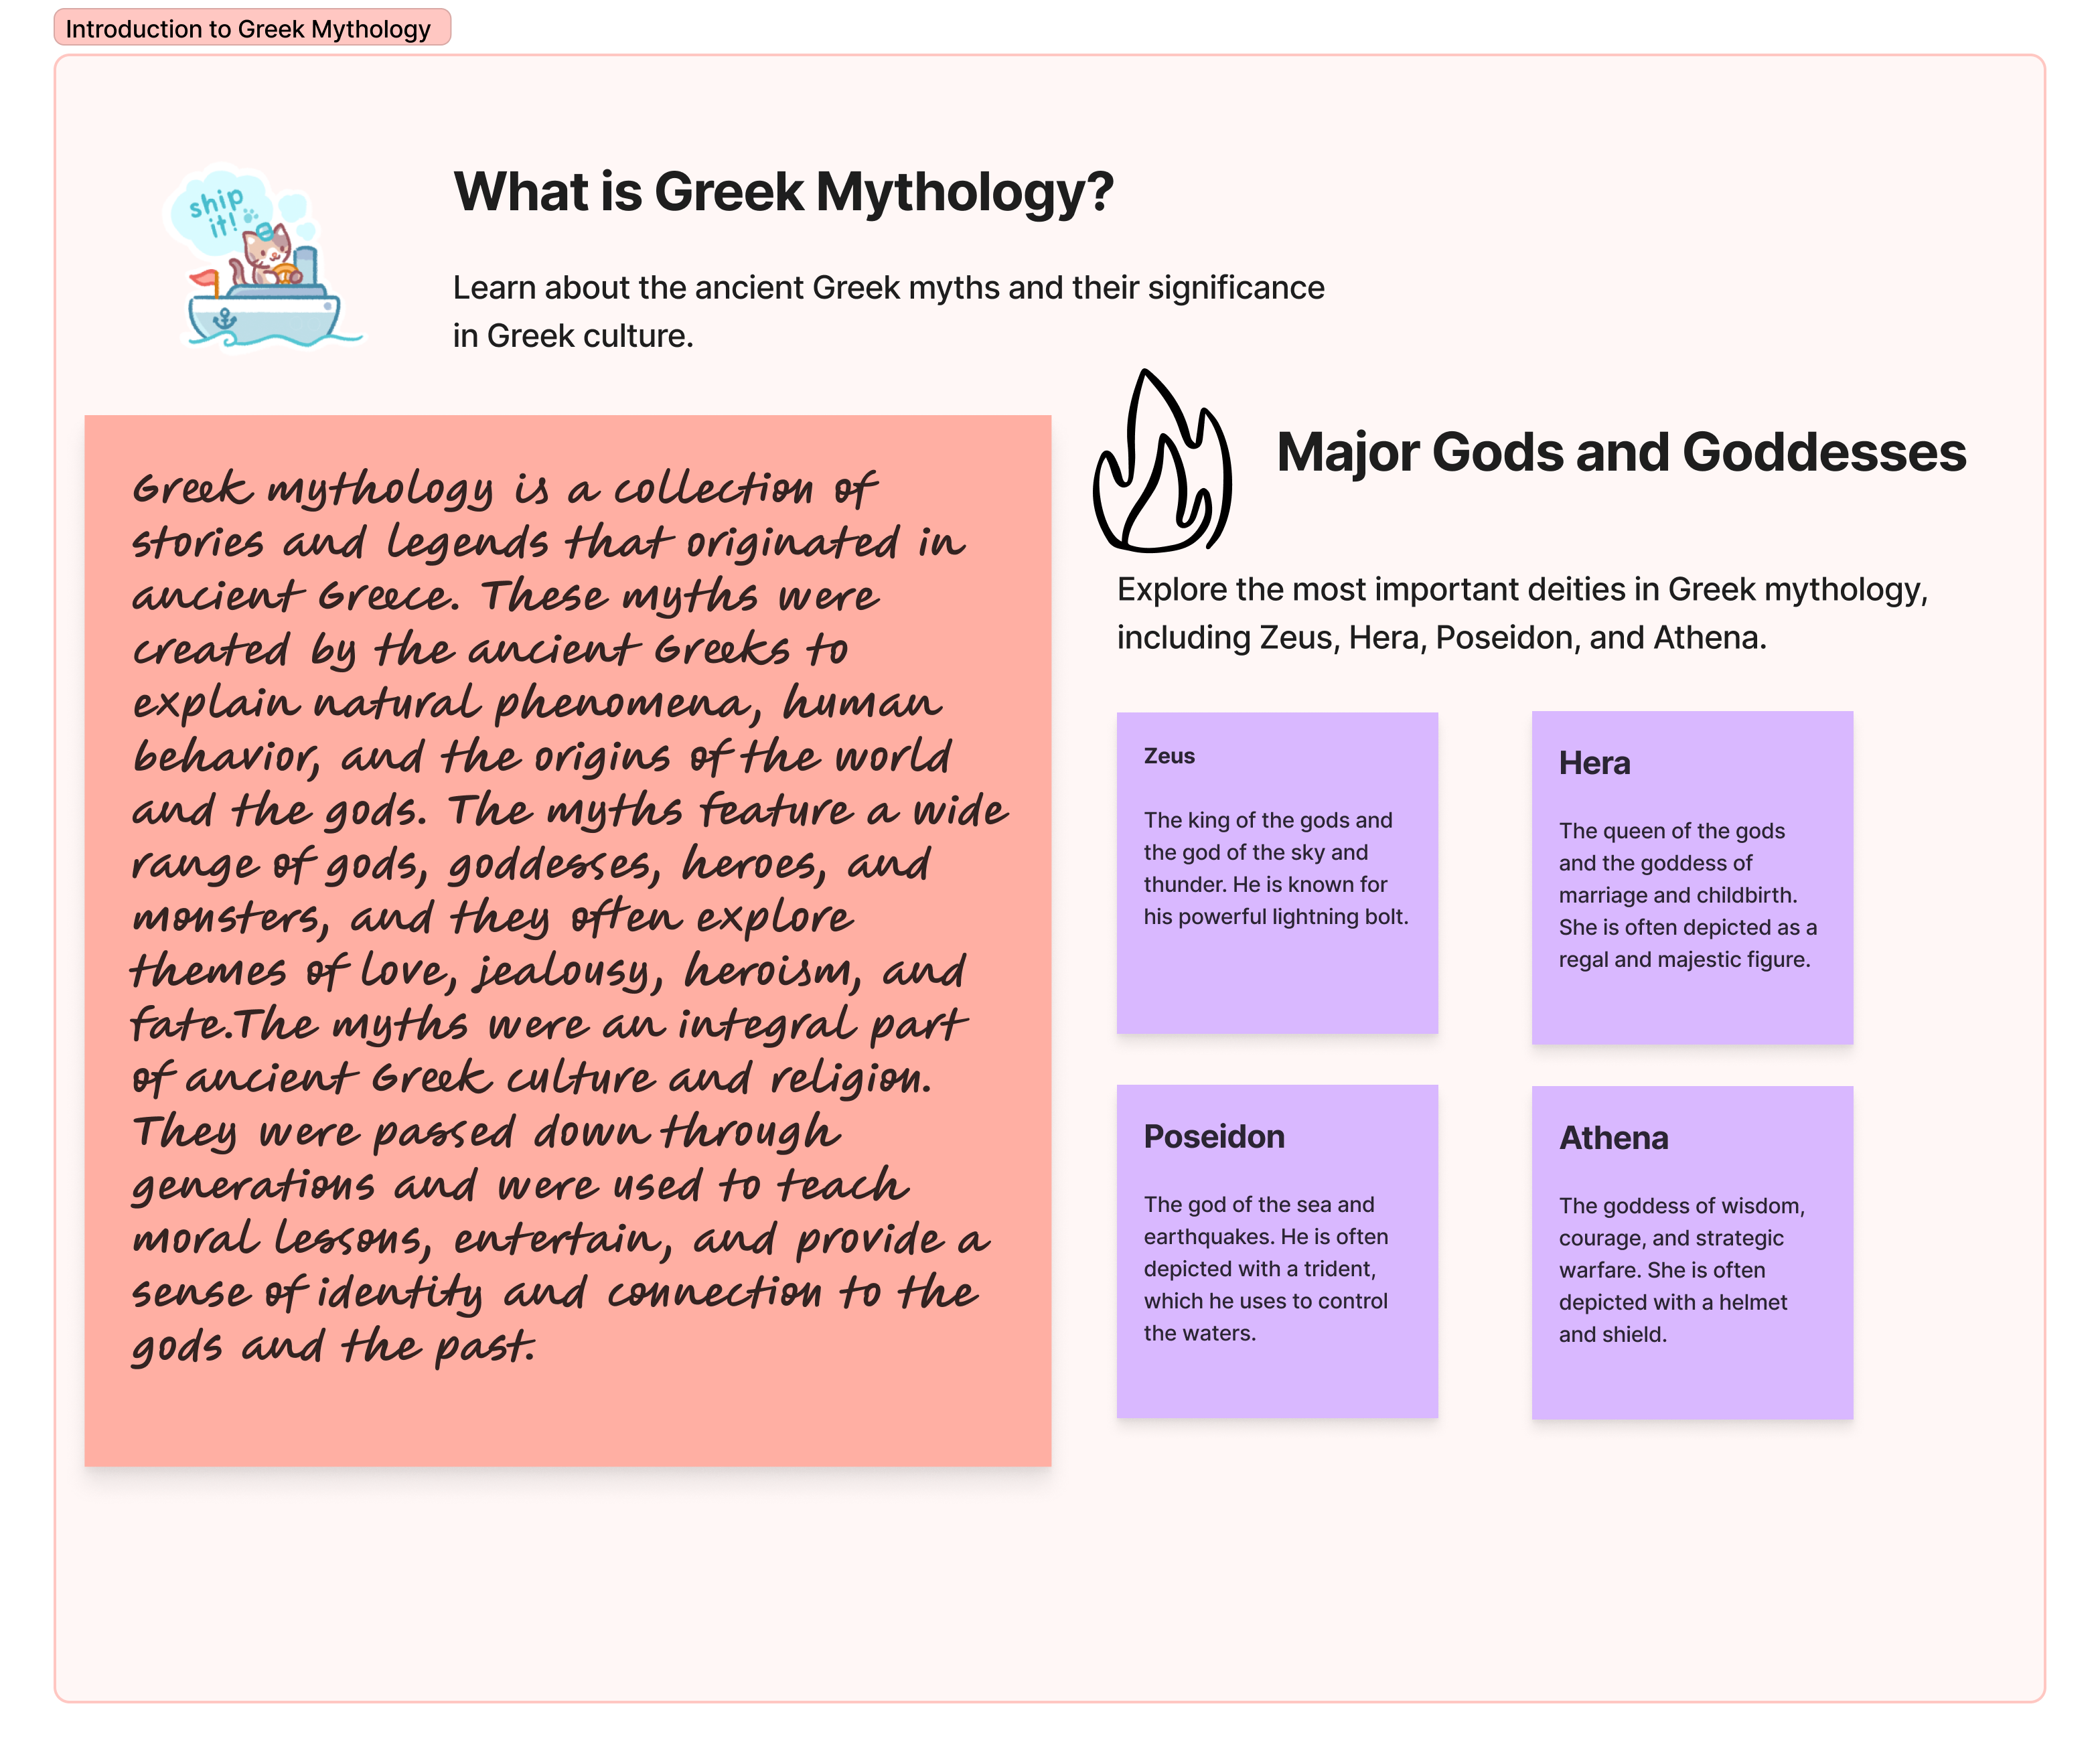 Introduction to Greek Mythology
ship
it!
What is Greek Mythology?
Learn about the ancient Greek myths and their significance
in Greek culture.
Greek mythology is a collection of
stories and legends that originated in
ancient Greece. These myths were
created by the ancient Greeks to
explain natural phenomena, human
behavior, and the origins of the world
and the gods. The myths feature a wide
range of gods, goddesses, heroes, and
monsters, and they often explore
themes of love, jealousy, heroism, and
fate.The myths were an integral part
of ancient Greek culture and religion.
They were passed down through
generations and were used to teach
moral lessons, entertain, and provide a
sense of identity and connection to the
gods and the past.
Major Gods and Goddesses
Explore the most important deities in Greek mythology,
including Zeus, Hera, Poseidon, and Athena.
Zeus
The king of the gods and
the god of the sky and
thunder. He is known for
his powerful lightning bolt.
Hera
The queen of the gods
and the goddess of
marriage and childbirth.
She is often depicted as a
regal and majestic figure.
Poseidon
The god of the sea and
earthquakes. He is often
depicted with a trident,
which he uses to control
the waters.
Athena
The goddess of wisdom,
courage, and strategic
warfare. She is often
depicted with a helmet
and shield.